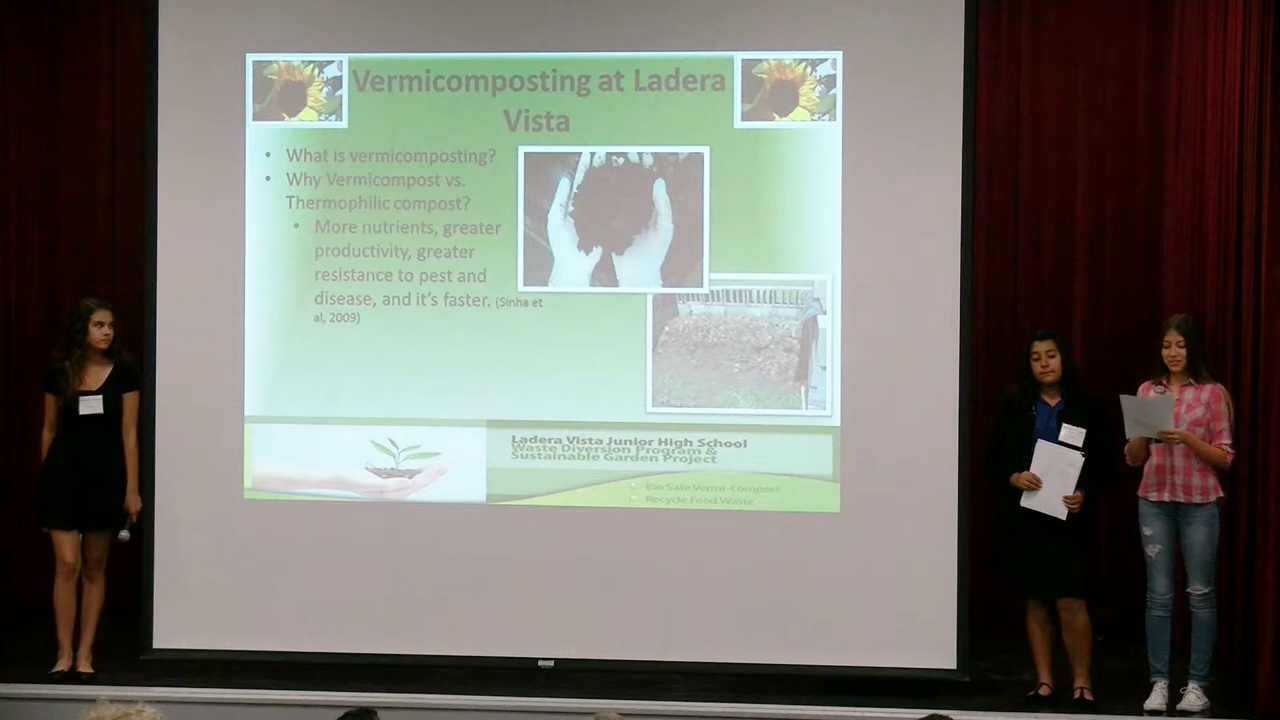 Vermicomposting at Ladera
Vista
• What is vermicomposting?
• Why Vermicompost vs.
Thermophilic compost?
• More nutrients, greater
productivity, greater
resistance to pest and
disease, and it's faster. (Sinha et
al, 2009)
Ladera Vista Junior High School
Waste Diversion Program &
Sustainable Garden Project
Bio Safe Vermi-Compost
Recycle Food Waste